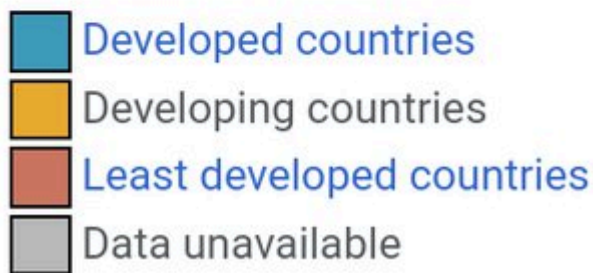 Developed countries
Developing countries
Least developed countries
Data unavailable